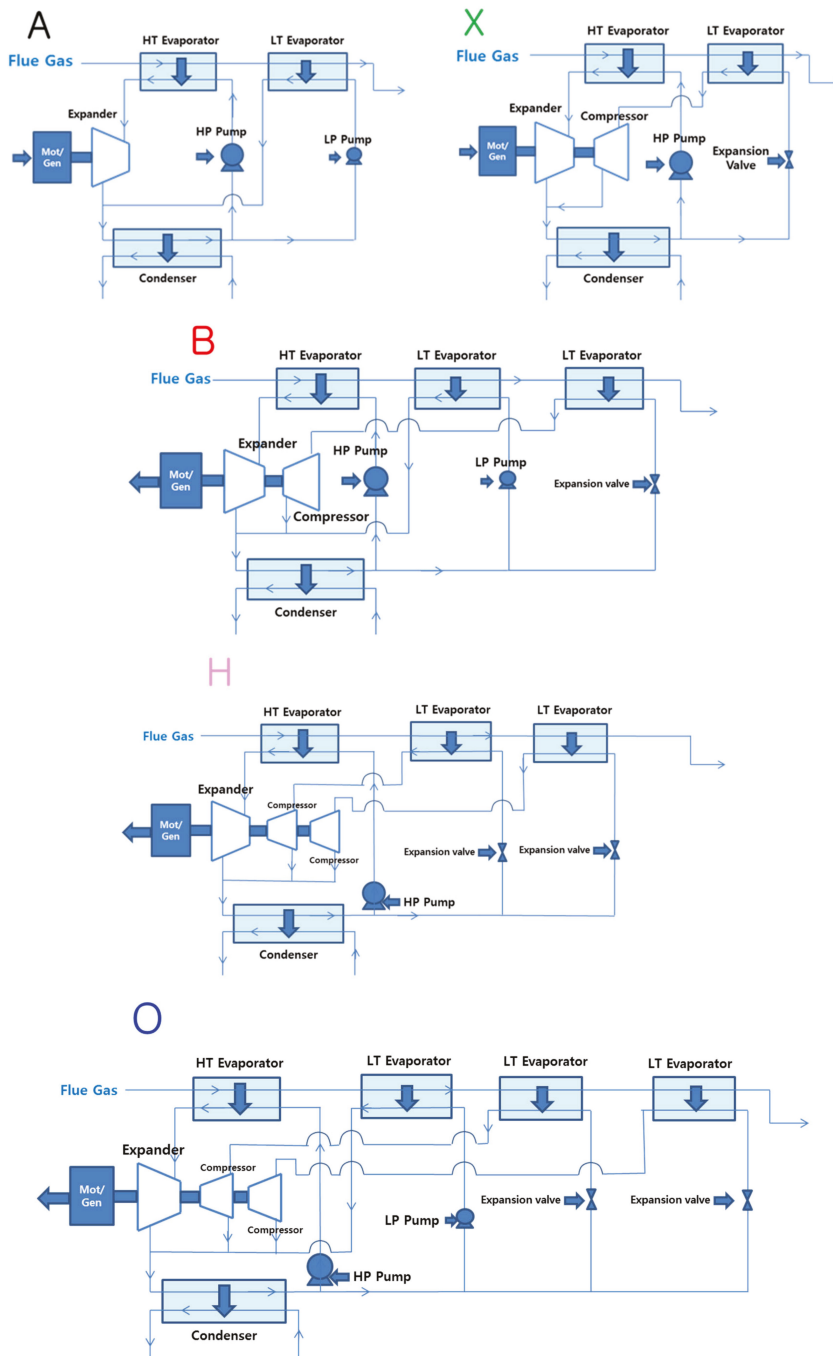 A
HT Evaporator
LT Evaporator
Flue Gas
Expander
Mot/
Gen
HP Pump
LP Pump
Condenser
X
HT Evaporator
LT Evaporator
Flue Gas
Expander
Compressor
Mot/
Gen
HP Pump
Expansion
Valve
Condenser
B
HT Evaporator
LT Evaporator
LT Evaporator
Flue Gas
Expander
HP Pump
Mot/
Gen
LP Pump
Expansion valve
Compressor
Condenser
H
HT Evaporator
LT Evaporator
LT Evaporator
Flue Gas
Expander
Compressor
Mot/
Gen
Compressor
Expansion valve
Expansion valve
HP Pump
Condenser
O
HT Evaporator
LT Evaporator
LT Evaporator
LT Evaporator
Flue Gas
Expander
Compressor
Mot/
Gen
Compressor
LP Pump
Expansion valve
Expansion valve
HP Pump
Condenser